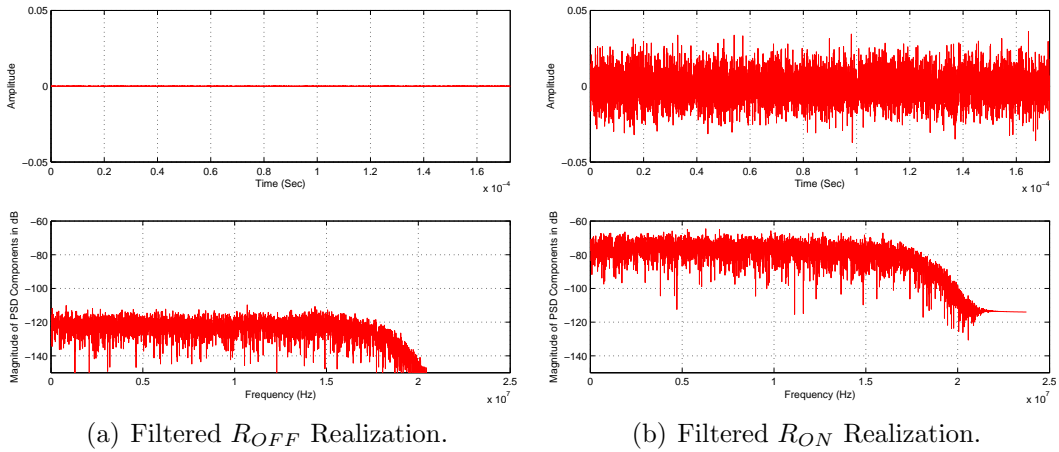 0.05
0
−0.05
Amplitude
0 0.2 0.4 0.6 0.8 1 1.2 1.4 1.6
Time (Sec)
x 10⁻⁴
−60
−80
−100
−120
−140
Magnitude of PSD Components in dB
0 0.5 1 1.5 2 2.5
Frequency (Hz)
x 10⁷
(a) Filtered R_OFF Realization.
0.05
0
−0.05
Amplitude
0 0.2 0.4 0.6 0.8 1 1.2 1.4 1.6
Time (Sec)
x 10⁻⁴
−60
−80
−100
−120
−140
Magnitude of PSD Components in dB
0 0.5 1 1.5 2 2.5
Frequency (Hz)
x 10⁷
(b) Filtered R_ON Realization.